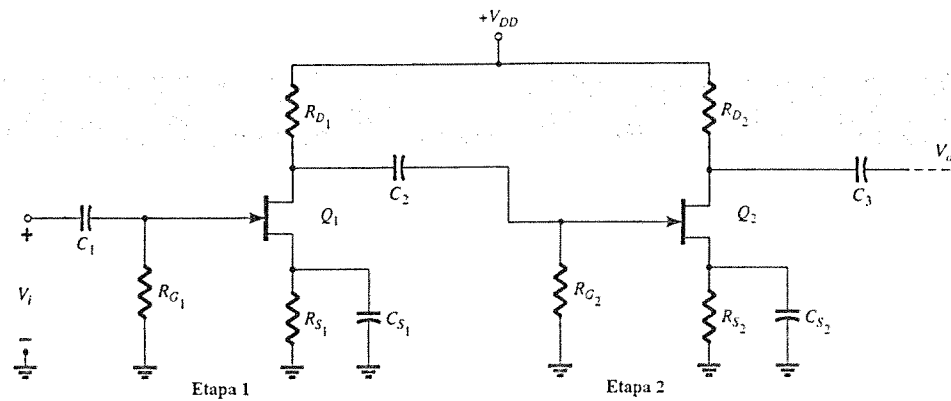 +V_DD
R_D1
R_D2
V_o
C_2
C_3
Q_1
Q_2
+
C_1
V_i
R_G1
R_S1
C_S1
R_G2
R_S2
C_S2
-
Etapa 1
Etapa 2